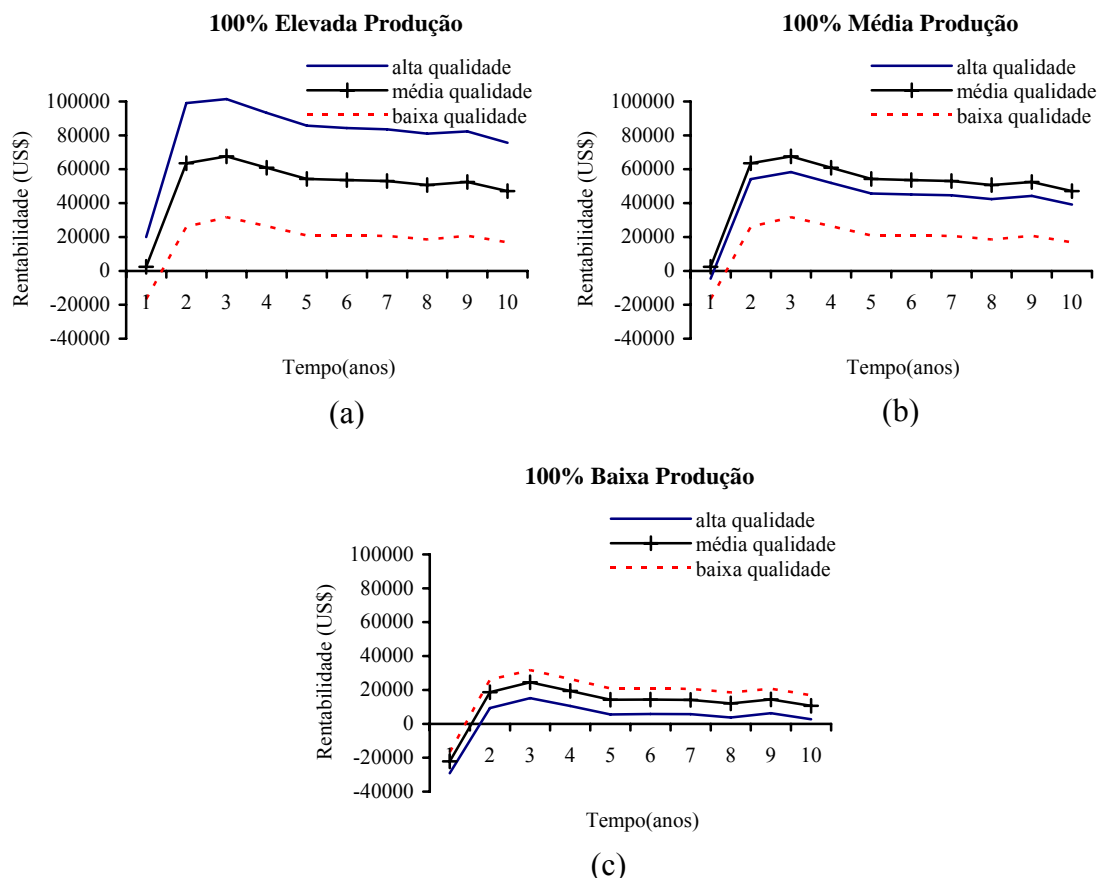 100% Elevada Produção
alta qualidade
média qualidade
baixa qualidade
100000
80000
60000
40000
20000
0
-20000
-40000
1 2 3 4 5 6 7 8 9 10
Rentabilidade (US$)
Tempo(anos)
(a)
100% Média Produção
alta qualidade
média qualidade
baixa qualidade
100000
80000
60000
40000
20000
0
-20000
-40000
1 2 3 4 5 6 7 8 9 10
Rentabilidade (US$)
Tempo(anos)
(b)
100% Baixa Produção
alta qualidade
média qualidade
baixa qualidade
100000
80000
60000
40000
20000
0
-20000
-40000
2 3 4 5 6 7 8 9 10
Rentabilidade (US$)
Tempo(anos)
(c)